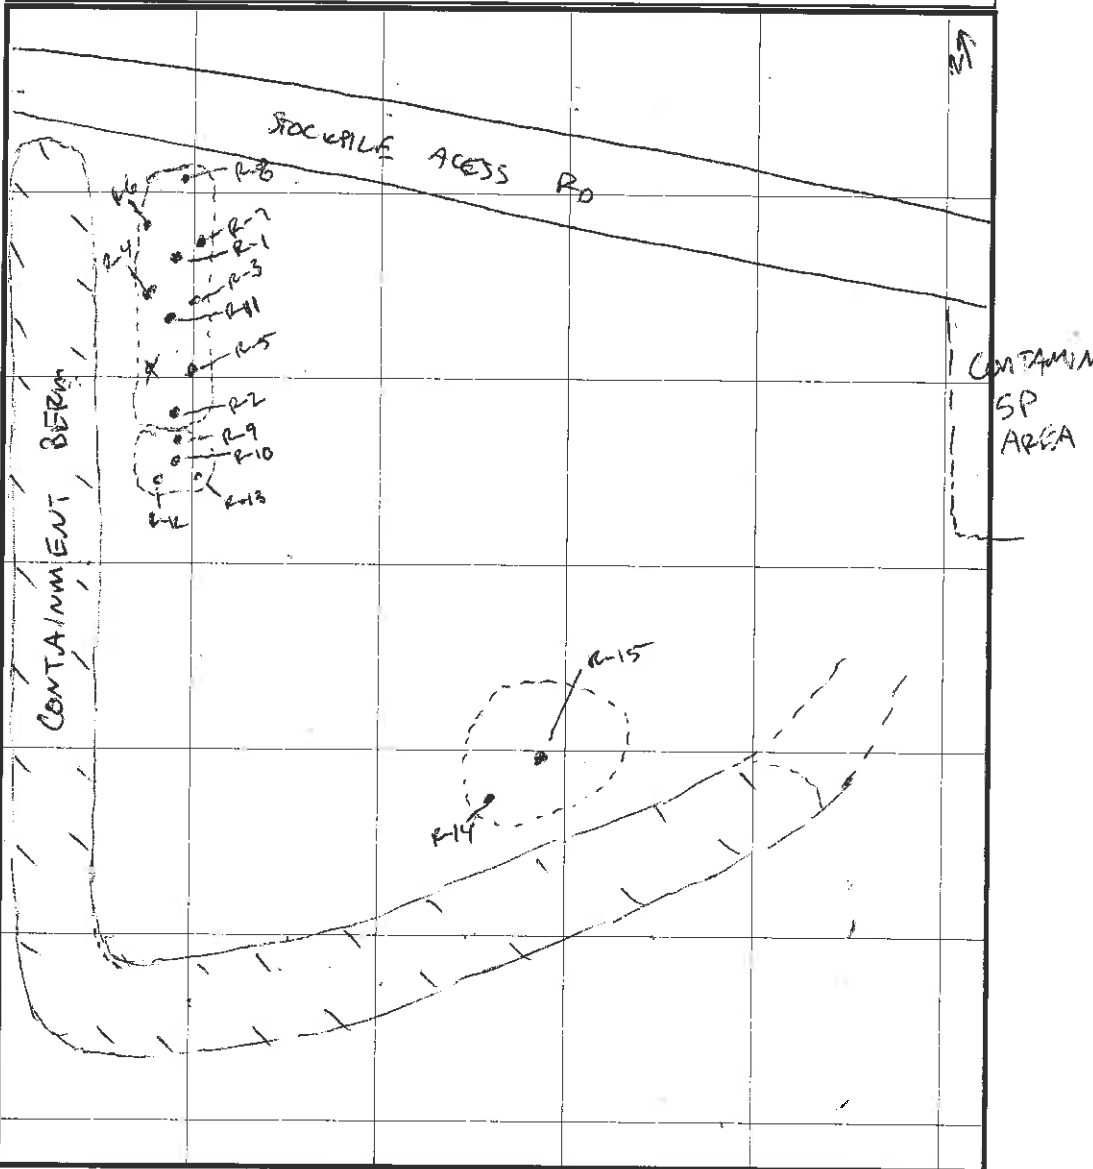 N
STOCKPILE ACESS RD
R-8
R-6
R-7
R-1
R-4
R-3
R-11
R-5
R-2
R-9
R-10
R-13
R-12
CONTAINMENT BERM
CONTAMIN
SP
AREA
R-15
R-14